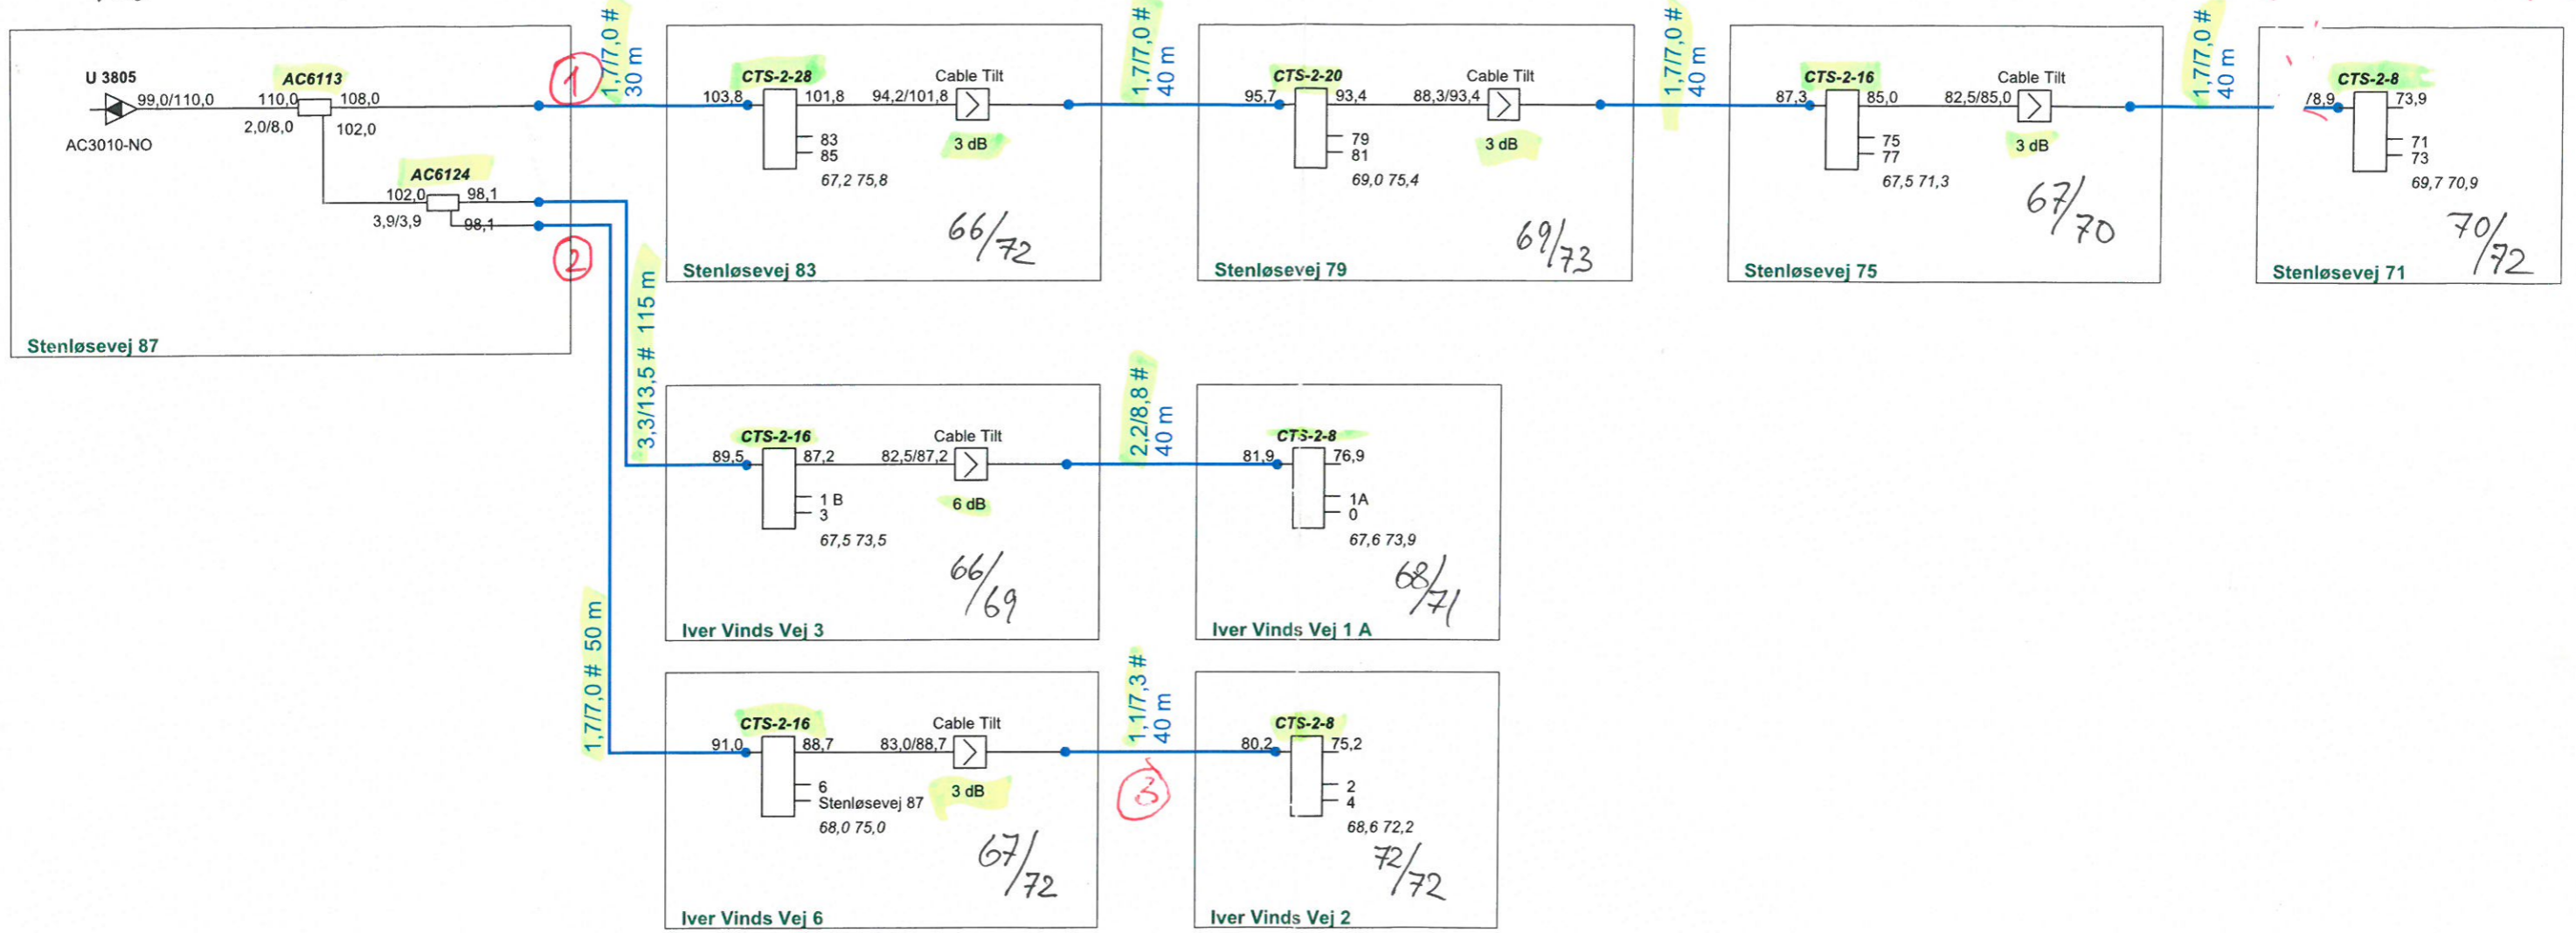 U 3805
99,0/110,0
AC3010-NO
AC6113
110,0 108,0
2,0/8,0 102,0
AC6124
102,0 98,1
3,9/3,9 98,1
Stenløsevej 87
1
2
1,7/7,0 #
30 m
CTS-2-28
103,8 101,8
94,2/101,8
Cable Tilt
3 dB
83
85
67,2 75,8
66/72
Stenløsevej 83
1,7/7,0 #
40 m
CTS-2-20
95,7 93,4
88,3/93,4
Cable Tilt
3 dB
79
81
69,0 75,4
69/73
Stenløsevej 79
1,7/7,0 #
40 m
CTS-2-16
87,3 85,0
82,5/85,0
Cable Tilt
3 dB
75
77
67,5 71,3
67/70
Stenløsevej 75
1,7/7,0 #
40 m
CTS-2-8
/8,9 73,9
71
73
69,7 70,9
70/72
Stenløsevej 71
3,3/13,5 # 115 m
CTS-2-16
89,5 87,2
82,5/87,2
Cable Tilt
6 dB
1 B
3
67,5 73,5
66/69
Iver Vinds Vej 3
2,2/8,8 #
40 m
CTS-2-8
81,9 76,9
1A
0
67,6 73,9
68/71
Iver Vinds Vej 1 A
1,7/7,0 # 50 m
CTS-2-16
91,0 88,7
83,0/88,7
Cable Tilt
3 dB
6
Stenløsevej 87
68,0 75,0
67/72
Iver Vinds Vej 6
1,1/7,3 #
40 m
3
CTS-2-8
80,2 75,2
2
4
68,6 72,2
72/72
Iver Vinds Vej 2